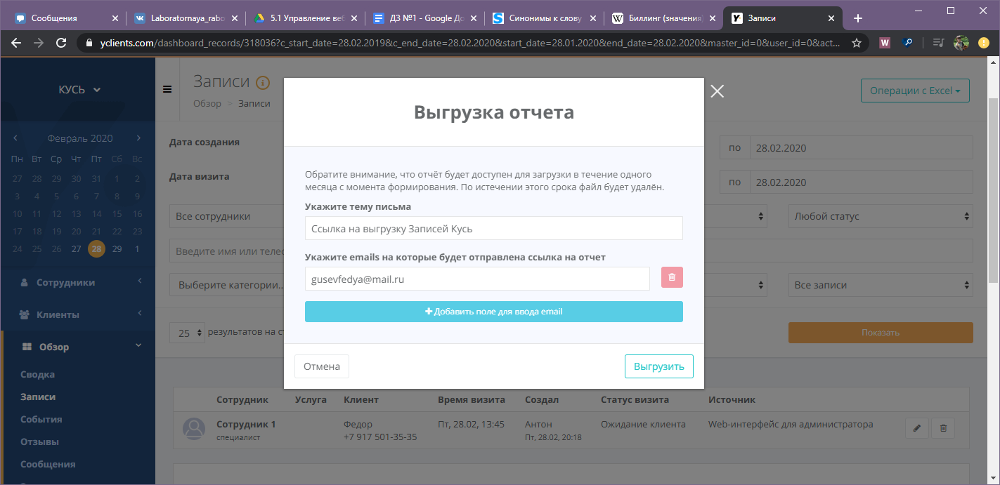 Сообщения
Laboratornaya_rabo
5.1 Управление веб
ДЗ №1 - Google До
Синонимы к слову
Биллинг (значения)
Записи
yclients.com/dashboard_records/318036?c_start_date=28.02.2019&c_end_date=28.02.2020&start_date=28.01.2020&end_date=28.02.2020&master_id=0&user_id=0&act...
КУСЬ
Февраль 2020
Пн Вт Ср Чт Пт Сб Вс
27 28 29 30 31 1 2
3 4 5 6 7 8 9
10 11 12 13 14 15 16
17 18 19 20 21 22 23
24 25 26 27 28 29 1
Сотрудники
Клиенты
Обзор
Сводка
Записи
События
Отзывы
Сообщения
Записи
Обзор > Записи
Операции с Excel
Дата создания
по 28.02.2020
Дата визита
по 28.02.2020
Все сотрудники
Любой статус
Введите имя или теле
Выберите категории...
Все записи
25 результатов на ст
Показать
Выгрузка отчета
Обратите внимание, что отчёт будет доступен для загрузки в течение одного
месяца с момента формирования. По истечении этого срока файл будет удалён.
Укажите тему письма
Ссылка на выгрузку Записей Кусь
Укажите emails на которые будет отправлена ссылка на отчет
gusevfedya@mail.ru
Добавить поле для ввода email
Отмена
Выгрузить
Сотрудник Услуга Клиент Время визита Создал Статус визита Источник
Сотрудник 1 Федор Пт, 28.02, 13:45 Антон Ожидание клиента Web-интерфейс для администратора
специалист +7 917 501-35-35 Пт, 28.02, 20:18